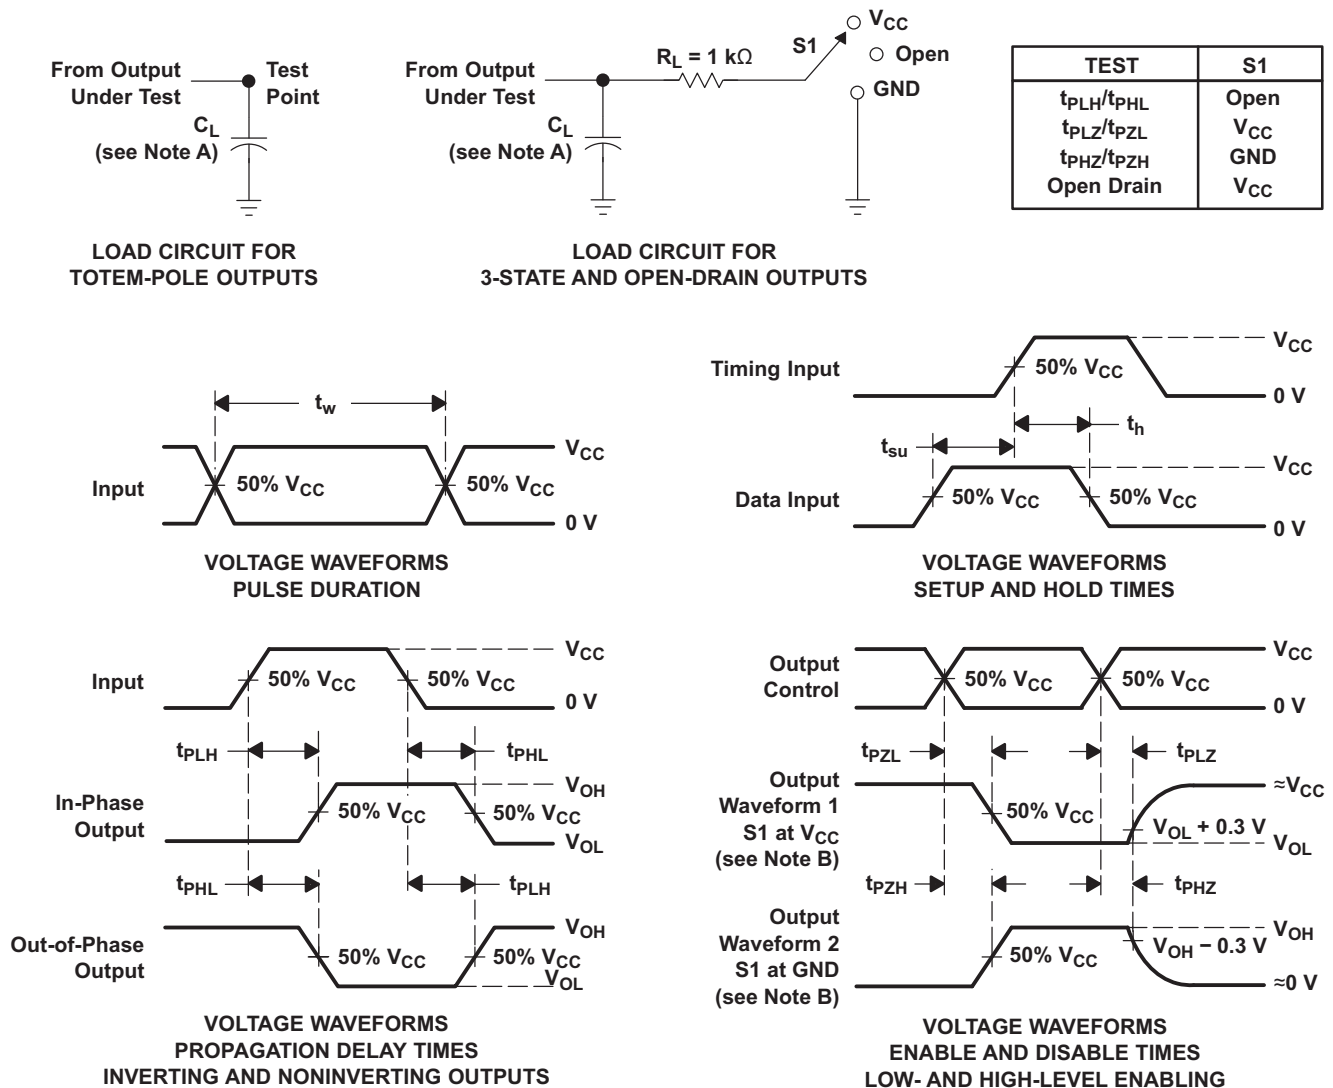 From Output
Under Test
Test
Point
C_L
(see Note A)
LOAD CIRCUIT FOR
TOTEM-POLE OUTPUTS
From Output
Under Test
C_L
(see Note A)
R_L = 1 kΩ
S1
V_CC
Open
GND
LOAD CIRCUIT FOR
3-STATE AND OPEN-DRAIN OUTPUTS
TEST S1
t_PLH/t_PHL Open
t_PLZ/t_PZL V_CC
t_PHZ/t_PZH GND
Open Drain V_CC
t_w
Input
50% V_CC
50% V_CC
V_CC
0 V
VOLTAGE WAVEFORMS
PULSE DURATION
Timing Input
50% V_CC
V_CC
0 V
t_su
t_h
Data Input
50% V_CC
50% V_CC
V_CC
0 V
VOLTAGE WAVEFORMS
SETUP AND HOLD TIMES
Input
50% V_CC
50% V_CC
V_CC
0 V
t_PLH
t_PHL
In-Phase
Output
50% V_CC
50% V_CC
V_OH
V_OL
t_PHL
t_PLH
Out-of-Phase
Output
50% V_CC
50% V_CC
V_OH
V_OL
VOLTAGE WAVEFORMS
PROPAGATION DELAY TIMES
INVERTING AND NONINVERTING OUTPUTS
Output
Control
50% V_CC
50% V_CC
V_CC
0 V
t_PZL
t_PLZ
Output
Waveform 1
S1 at V_CC
(see Note B)
50% V_CC
V_OL + 0.3 V
≈V_CC
V_OL
t_PZH
t_PHZ
Output
Waveform 2
S1 at GND
(see Note B)
50% V_CC
V_OH − 0.3 V
V_OH
≈0 V
VOLTAGE WAVEFORMS
ENABLE AND DISABLE TIMES
LOW- AND HIGH-LEVEL ENABLING